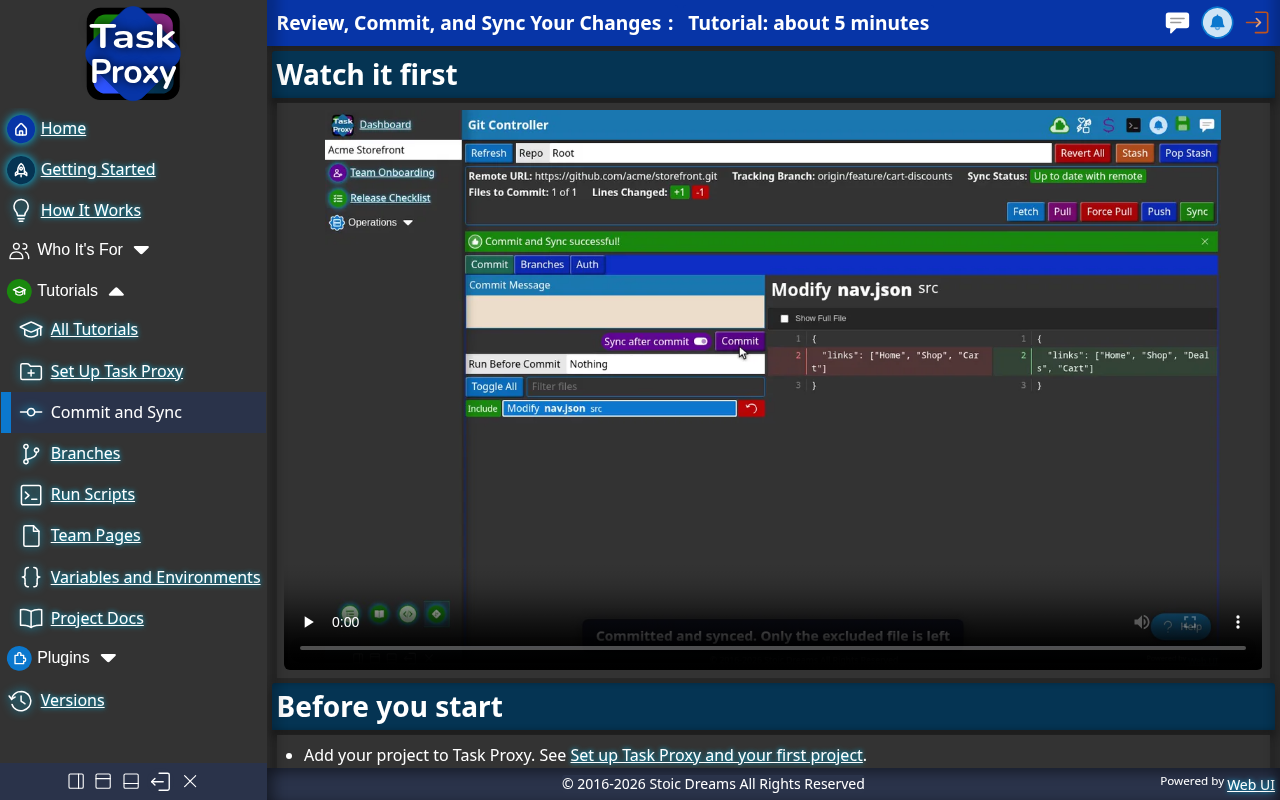 Task
Proxy
Home
Getting Started
How It Works
Who It's For
Tutorials
All Tutorials
Set Up Task Proxy
Commit and Sync
Branches
Run Scripts
Team Pages
Variables and Environments
Project Docs
Plugins
Versions
Review, Commit, and Sync Your Changes : Tutorial: about 5 minutes
Watch it first
Task
Proxy
Dashboard
Acme Storefront
Team Onboarding
Release Checklist
Operations
Git Controller
Refresh Repo Root Revert All Stash Pop Stash
Remote URL: https://github.com/acme/storefront.git Tracking Branch: origin/feature/cart-discounts Sync Status: Up to date with remote
Files to Commit: 1 of 1 Lines Changed: +1 -1
Fetch Pull Force Pull Push Sync
Commit and Sync successful!
Commit Branches Auth
Commit Message
Sync after commit Commit
Run Before Commit Nothing
Toggle All Filter files
Include Modify nav.json src
Modify nav.json src
Show Full File
1 { 1 {
2 "links": ["Home", "Shop", "Car 2 "links": ["Home", "Shop", "Deal
t"] s", "Cart"]
3 } 3 }
0:00
Committed and synced. Only the excluded file is left
? Help
Before you start
Add your project to Task Proxy. See Set up Task Proxy and your first project.
© 2016-2026 Stoic Dreams All Rights Reserved
Powered by Web UI